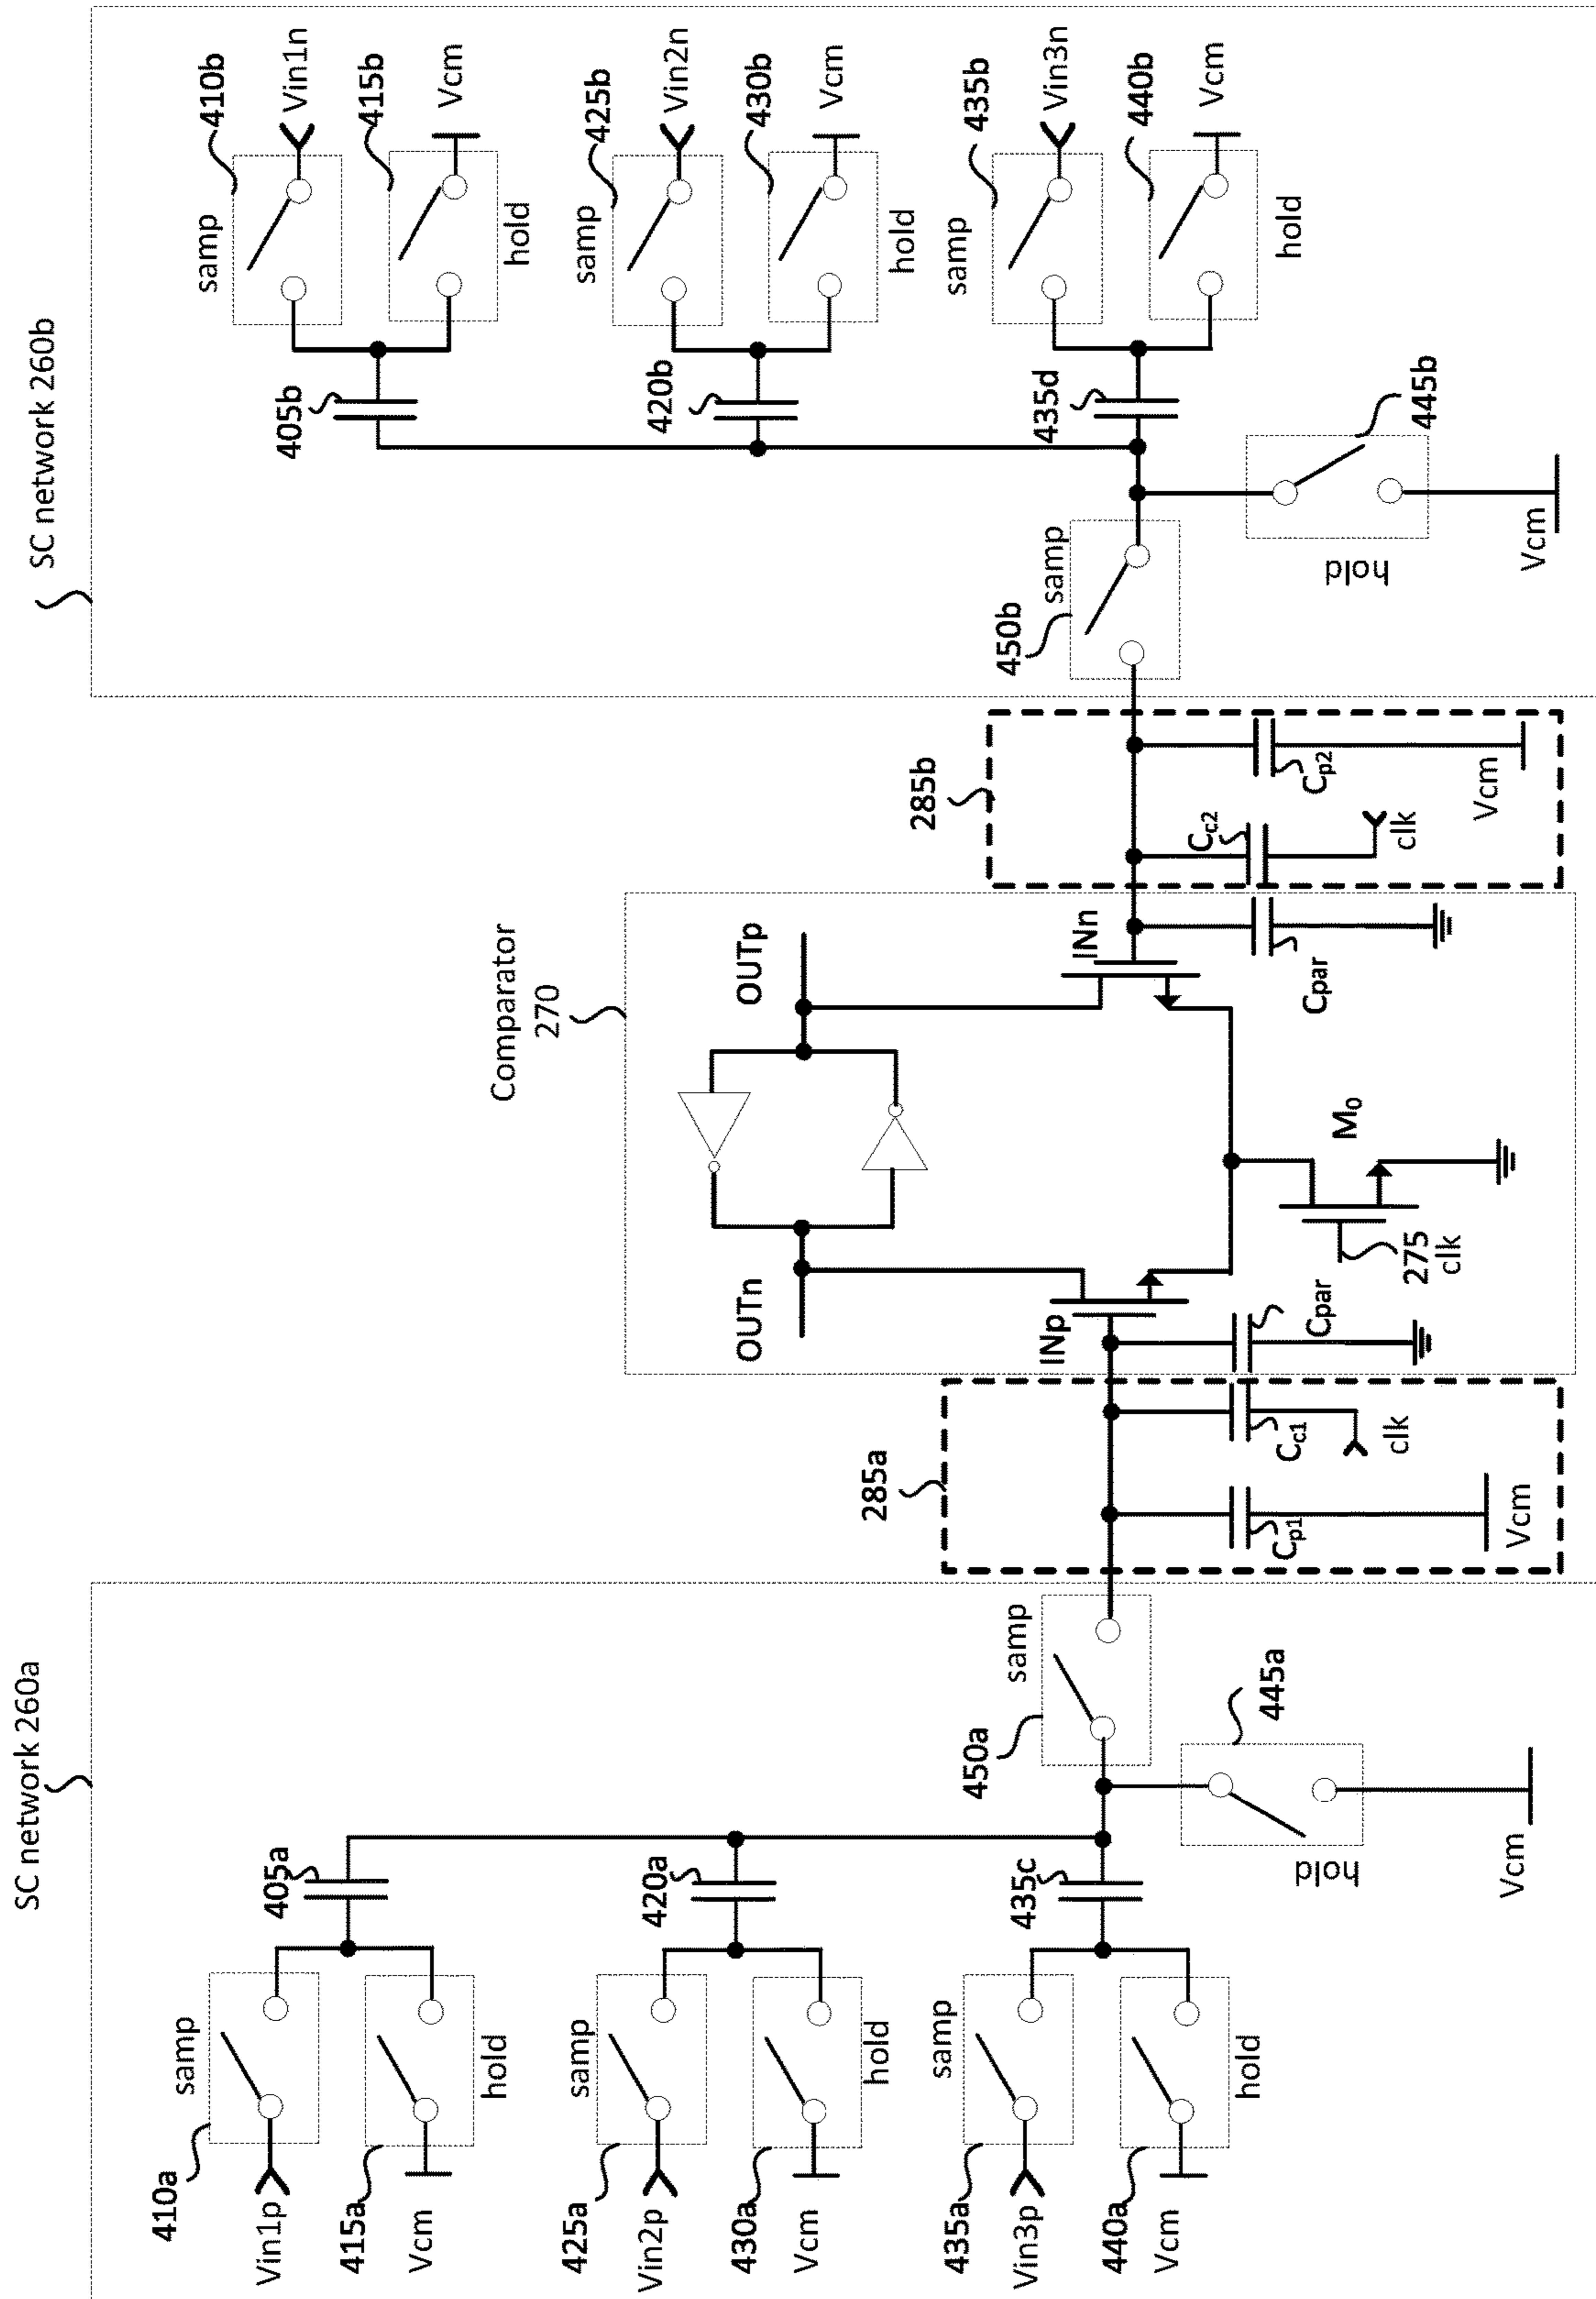 SC network 260a
410a
samp
Vin1p
415a
hold
Vcm
405a
425a
samp
Vin2p
430a
hold
Vcm
420a
435a
samp
Vin3p
440a
hold
Vcm
435c
450a
samp
445a
hold
Vcm
285a
Cp1
Vcm
Cc1
clk
Comparator
270
OUTn
OUTp
INp
INn
Cpar
Cpar
M0
275
clk
285b
Cc2
clk
Cp2
Vcm
SC network 260b
450b
samp
445b
hold
Vcm
405b
samp
410b
Vin1n
415b
hold
Vcm
420b
samp
425b
Vin2n
430b
hold
Vcm
435d
samp
435b
Vin3n
440b
hold
Vcm